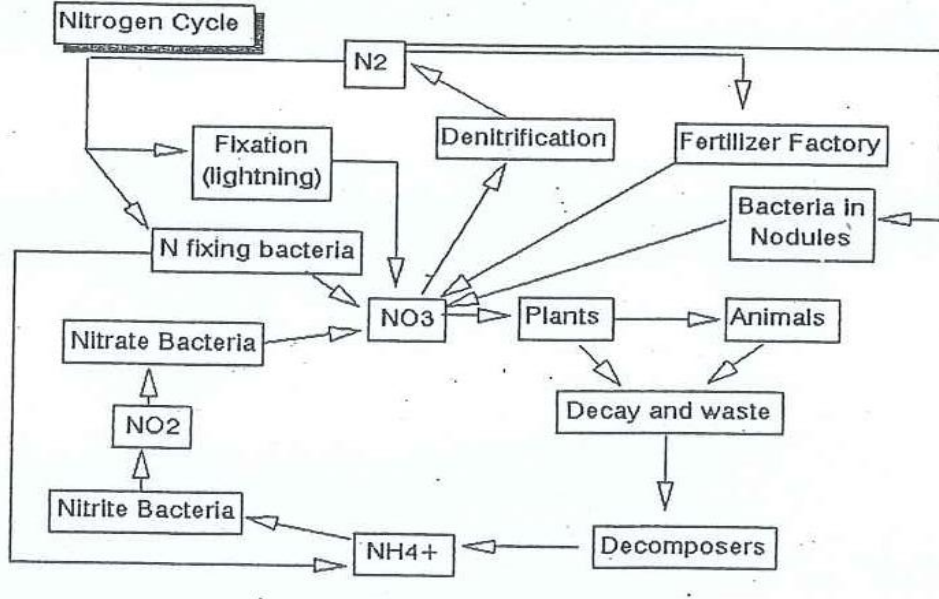 Nitrogen Cycle
N2
Fixation
(lightning)
Denitrification
Fertilizer Factory
Bacteria in
Nodules
N fixing bacteria
NO3
Plants
Animals
Nitrate Bacteria
Decay and waste
NO2
Nitrite Bacteria
NH4+
Decomposers